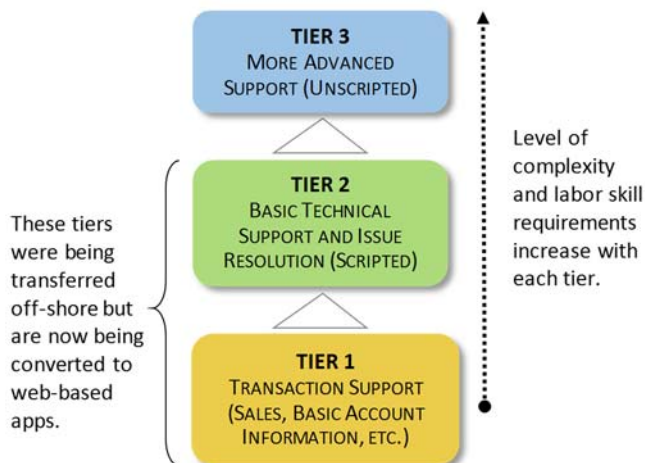 TIER 3
MORE ADVANCED
SUPPORT (UNSCRIPTED)
TIER 2
BASIC TECHNICAL
SUPPORT AND ISSUE
RESOLUTION (SCRIPTED)
TIER 1
TRANSACTION SUPPORT
(SALES, BASIC ACCOUNT
INFORMATION, ETC.)
These tiers
were being
transferred
off-shore but
are now being
converted to
web-based
apps.
Level of
complexity
and labor skill
requirements
increase with
each tier.